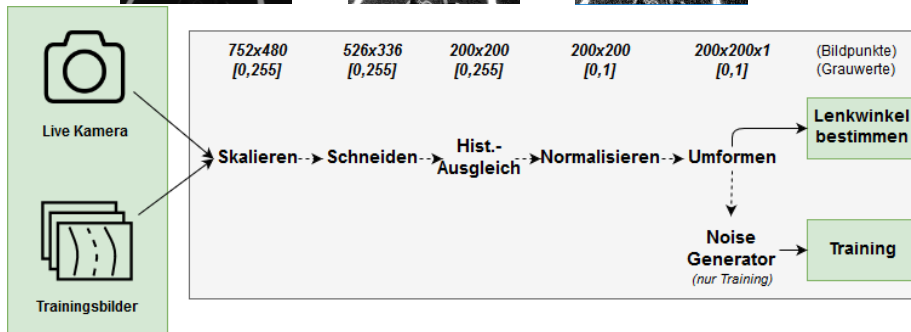 752x480
[0,255]
526x336
[0,255]
200x200
[0,255]
200x200
[0,1]
200x200x1
[0,1]
(Bildpunkte)
(Grauwerte)
Live Kamera
Trainingsbilder
Skalieren
Schneiden
Hist.-
Ausgleich
Normalisieren
Umformen
Lenkwinkel
bestimmen
Noise
Generator
(nur Training)
Training